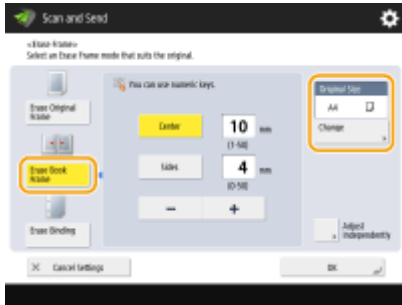 Scan and Send
<Erase Frame>
Select an Erase Frame mode that suits the original.
Erase Original
Frame
Erase Book
Frame
Erase Binding
You can use numeric keys.
Center
10 mm
(1-50)
Sides
4 mm
(0-50)
−
+
Original Size
A4
Change
Adjust
Independently
× Cancel Settings
OK